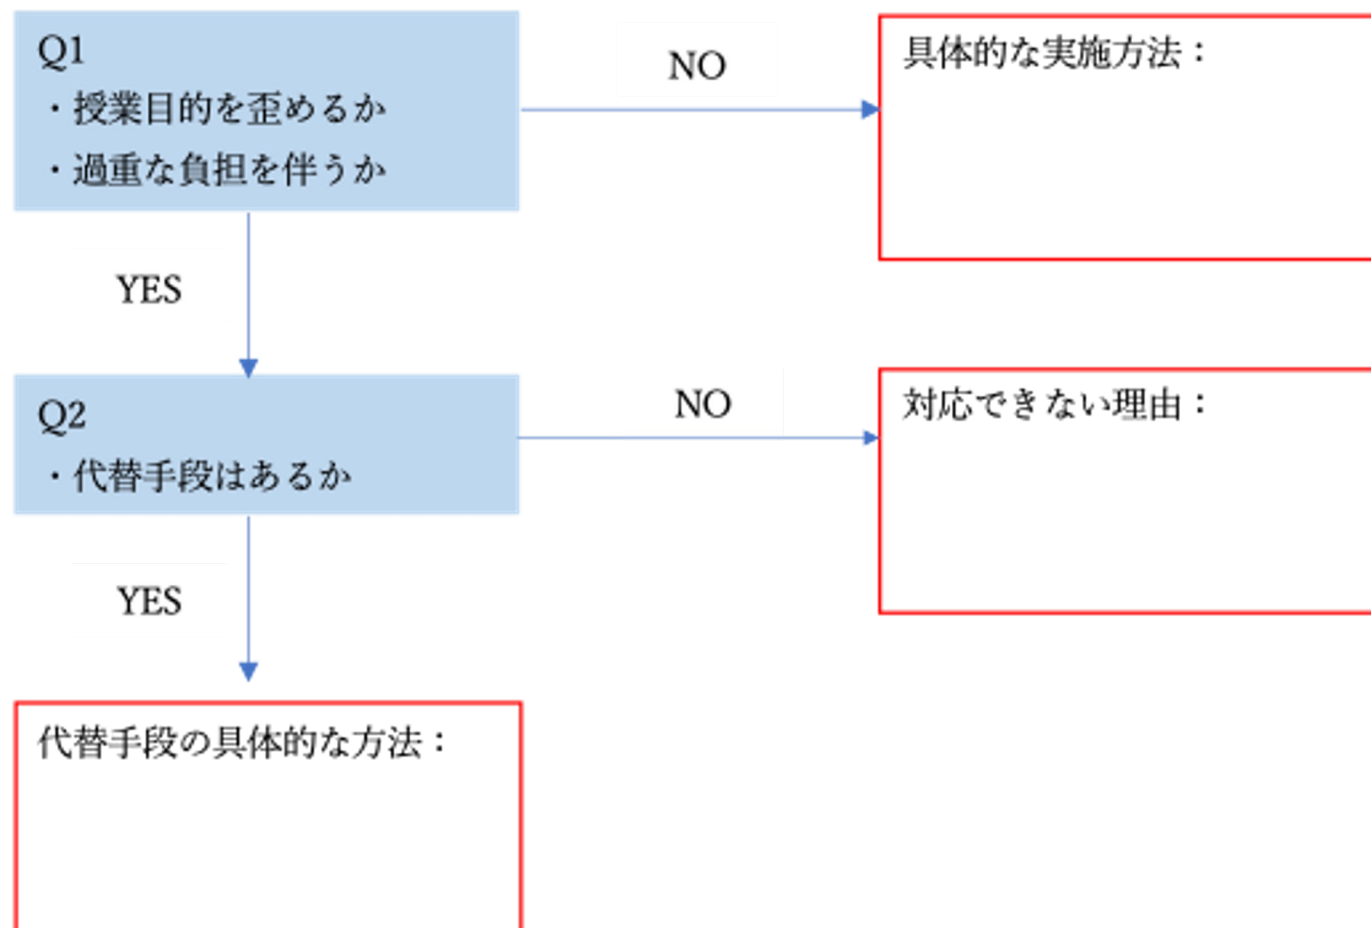 Q1
・授業目的を歪めるか
・過重な負担を伴うか
NO
具体的な実施方法：
YES
Q2
・代替手段はあるか
NO
対応できない理由：
YES
代替手段の具体的な方法：